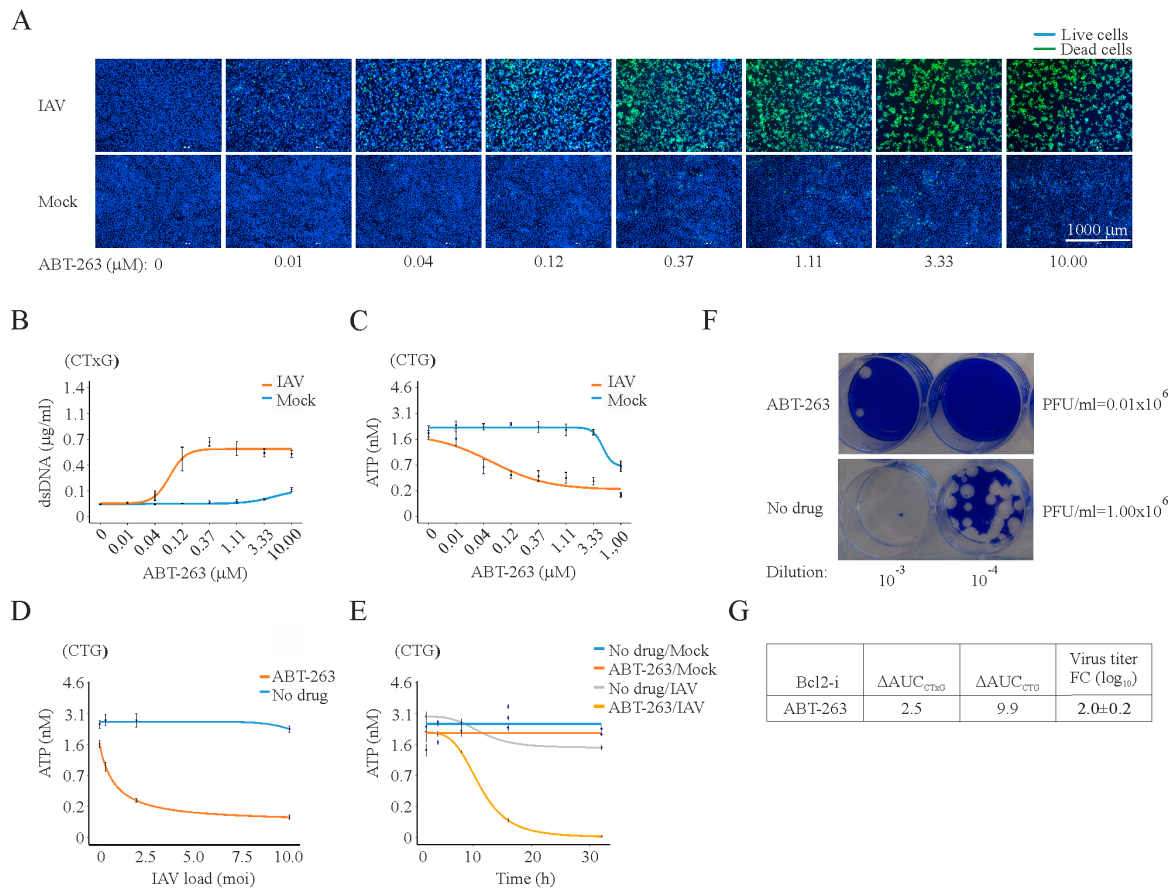 A
Live cells
Dead cells
IAV
Mock
1000 µm
ABT-263 (µM): 0 0.01 0.04 0.12 0.37 1.11 3.33 10.00
B
(CTxG)
IAV
Mock
1.4
1.1
0.7
0.4
0.1
0
dsDNA (µg/ml)
0 0.01 0.04 0.12 0.37 1.11 3.33 10.00
ABT-263 (µM)
C
(CTG)
IAV
Mock
4.6
3.1
1.6
0.7
0.2
0
ATP (nM)
0 0.01 0.04 0.12 0.37 1.11 3.33 1.,00
ABT-263 (µM)
F
ABT-263
PFU/ml=0.01x10⁶
No drug
PFU/ml=1.00x10⁶
Dilution: 10⁻³ 10⁻⁴
D
(CTG)
ABT-263
No drug
4.6
3.1
1.6
0.7
0.2
0
ATP (nM)
0 2.5 5.0 7.5 10.0
IAV load (moi)
E
(CTG)
No drug/Mock
ABT-263/Mock
No drug/IAV
ABT-263/IAV
4.6
3.1
1.6
0.7
0.2
0
ATP (nM)
0 10 20 30
Time (h)
G
Bcl2-i ΔAUC CTxG ΔAUC CTG Virus titer FC (log₁₀)
ABT-263 2.5 9.9 2.0±0.2